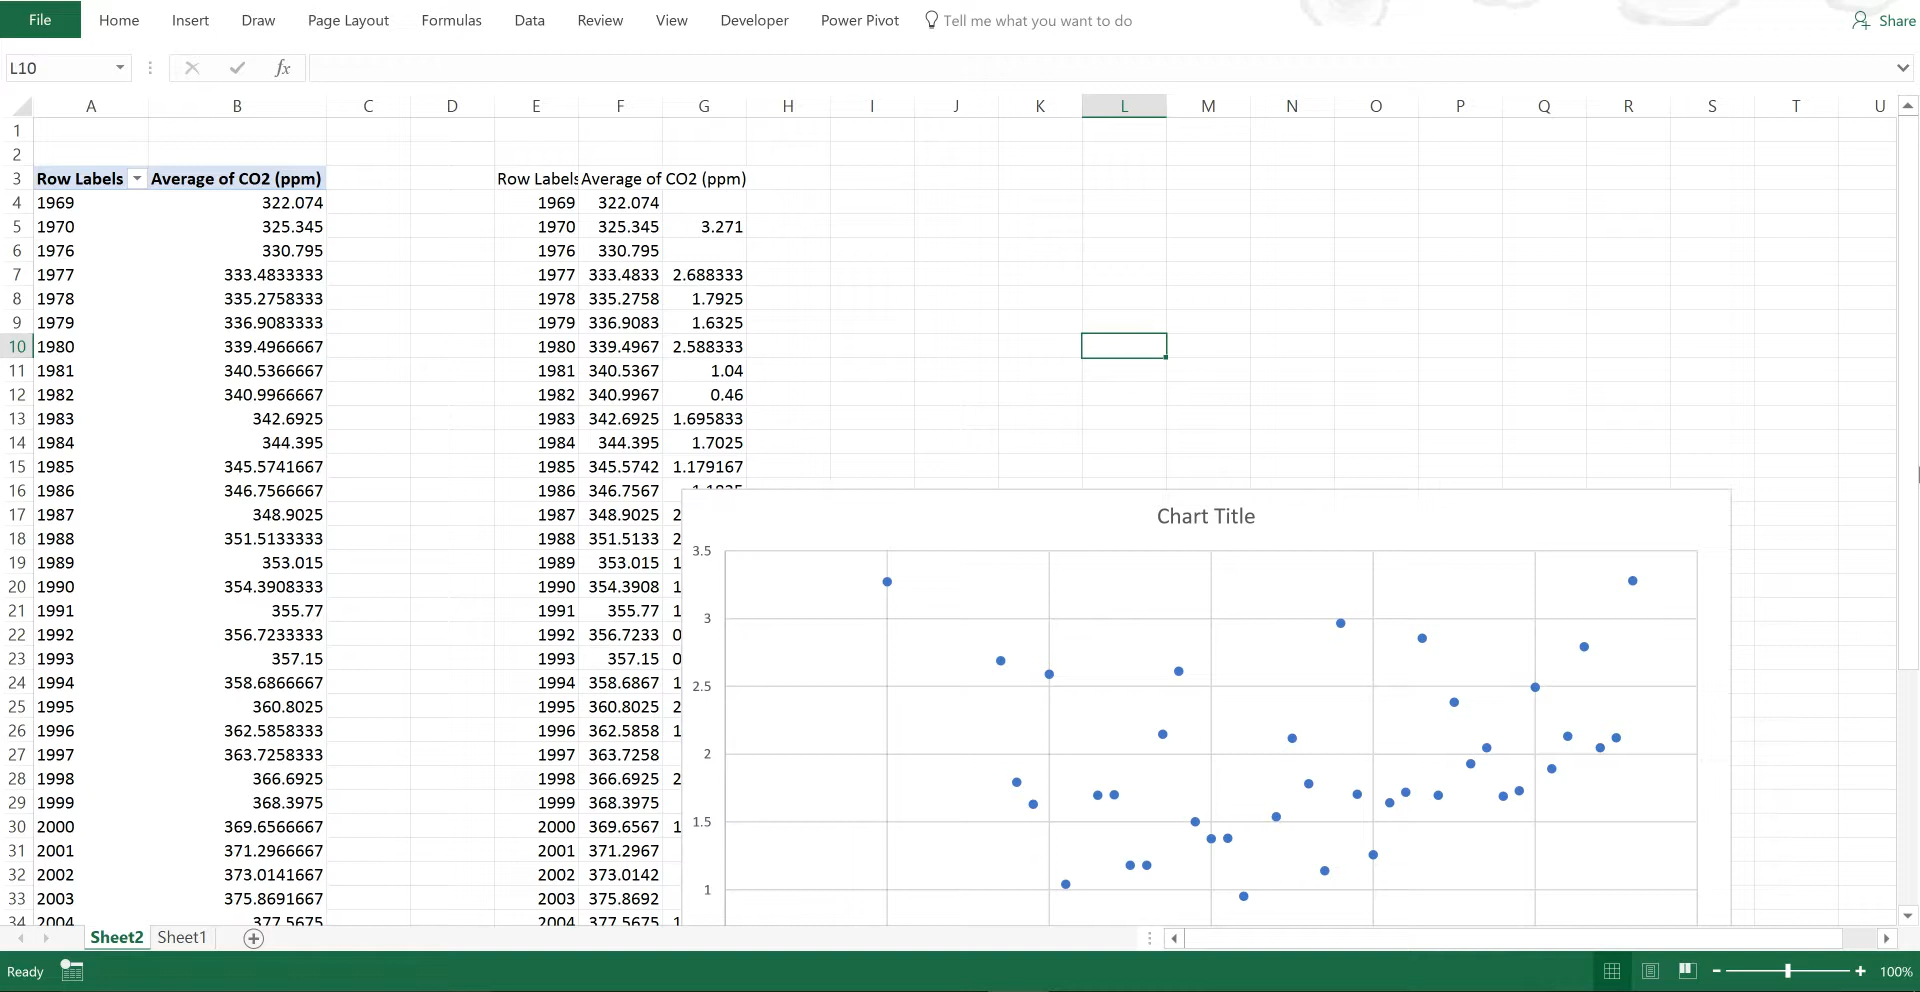 File Home Insert Draw Page Layout Formulas Data Review View Developer Power Pivot Tell me what you want to do Share
L10 fx
A B C D E F G H I J K L M N O P Q R S T U
1
2
3 Row Labels Average of CO2 (ppm) Row Labels Average of CO2 (ppm)
4 1969 322.074 1969 322.074
5 1970 325.345 1970 325.345 3.271
6 1976 330.795 1976 330.795
7 1977 333.4833333 1977 333.4833 2.688333
8 1978 335.2758333 1978 335.2758 1.7925
9 1979 336.9083333 1979 336.9083 1.6325
10 1980 339.4966667 1980 339.4967 2.588333
11 1981 340.5366667 1981 340.5367 1.04
12 1982 340.9966667 1982 340.9967 0.46
13 1983 342.6925 1983 342.6925 1.695833
14 1984 344.395 1984 344.395 1.7025
15 1985 345.5741667 1985 345.5742 1.179167
16 1986 346.7566667 1986 346.7567
17 1987 348.9025 1987 348.9025 2 Chart Title
18 1988 351.5133333 1988 351.5133 2 3.5
19 1989 353.015 1989 353.015 1
20 1990 354.3908333 1990 354.3908 1
21 1991 355.77 1991 355.77 1 3
22 1992 356.7233333 1992 356.7233 0
23 1993 357.15 1993 357.15 0
24 1994 358.6866667 1994 358.6867 1 2.5
25 1995 360.8025 1995 360.8025 2
26 1996 362.5858333 1996 362.5858 1
27 1997 363.7258333 1997 363.7258 2
28 1998 366.6925 1998 366.6925 2
29 1999 368.3975 1999 368.3975
30 2000 369.6566667 2000 369.6567 1 1.5
31 2001 371.2966667 2001 371.2967
32 2002 373.0141667 2002 373.0142
33 2003 375.8691667 2003 375.8692 1
34 2004 377.5675 2004 377.5675 1
Sheet2 Sheet1
Ready 100%